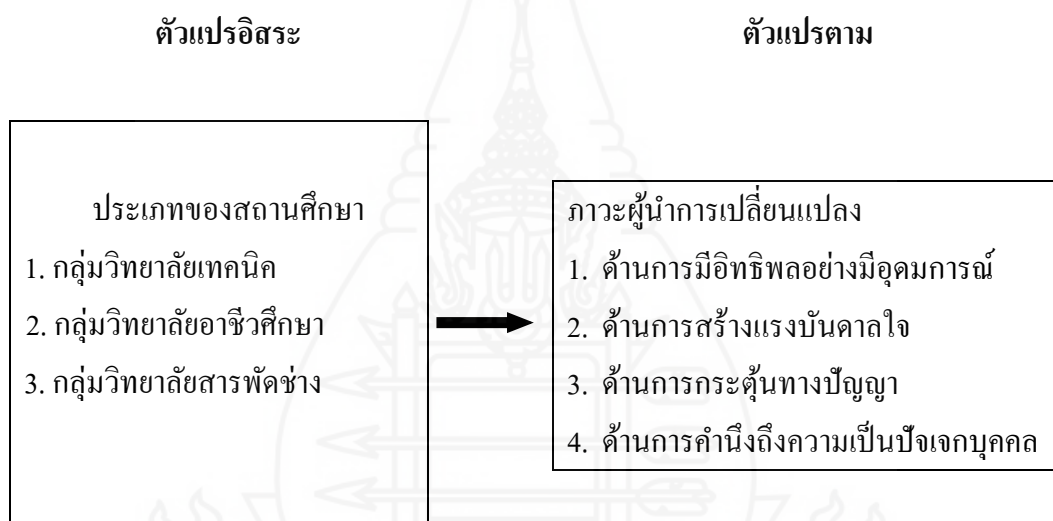 ตัวแปรอิสระ
ตัวแปรตาม
ประเภทของสถานศึกษา
1. กลุ่มวิทยาลัยเทคนิค
2. กลุ่มวิทยาลัยอาชีวศึกษา
3. กลุ่มวิทยาลัยสารพัดช่าง
ภาวะผู้นำการเปลี่ยนแปลง
1. ด้านการมีอิทธิพลอย่างมีอุดมการณ์
2. ด้านการสร้างแรงบันดาลใจ
3. ด้านการกระตุ้นทางปัญญา
4. ด้านการคำนึงถึงความเป็นปัจเจกบุคคล